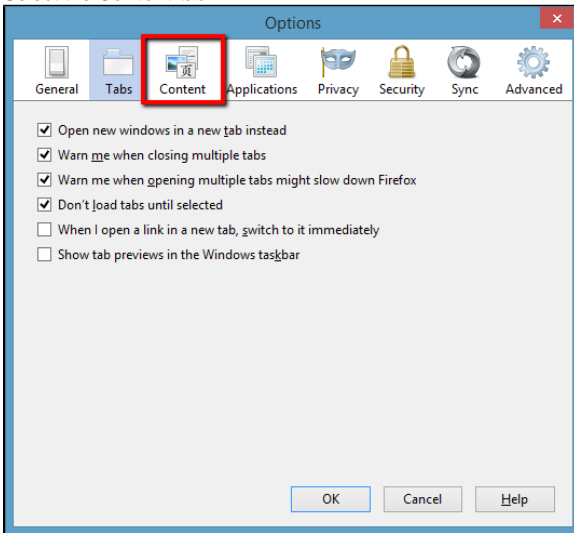 Options
General Tabs Content Applications Privacy Security Sync Advanced
Open new windows in a new tab instead
Warn me when closing multiple tabs
Warn me when opening multiple tabs might slow down Firefox
Don't load tabs until selected
When I open a link in a new tab, switch to it immediately
Show tab previews in the Windows taskbar
OK Cancel Help